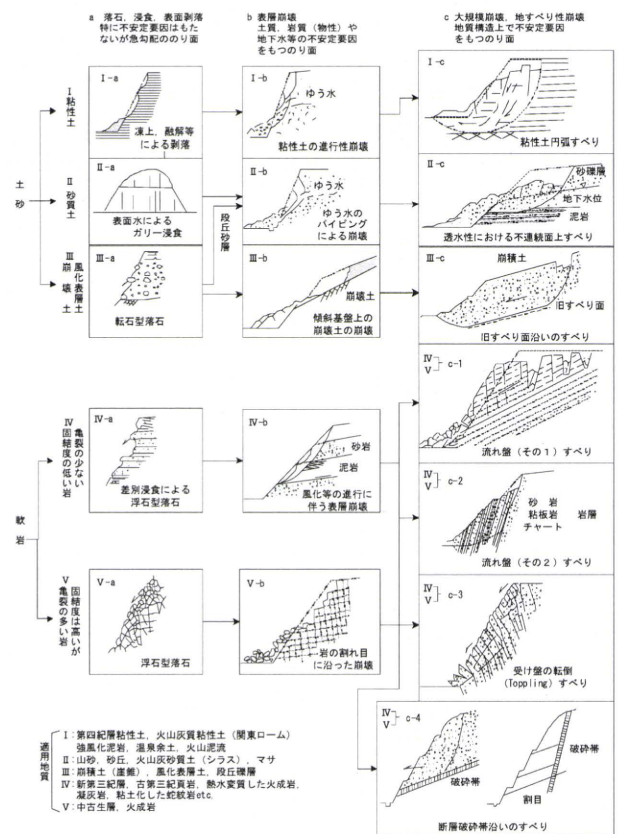 a 落石，浸食，表面剥落
特に不安定要因はもた
ないが急勾配ののり面
b 表層崩壊
土質，岩質（物性）や
地下水等の不安定要因
をもつのり面
c 大規模崩壊，地すべり性崩壊
地質構造上で不安定要因
をもつのり面
土砂
I 粘性土
I-a
凍上，融解等
による剥落
I-b
ゆう水
粘性土の進行性崩壊
I-c
粘性土円弧すべり
II 砂質土
II-a
表面水による
ガリー浸食
段丘砂層
II-b
ゆう水
ゆう水の
パイピング
による崩壊
II-c
砂礫層
地下水位
泥岩
透水性における不連続面上すべり
III 風化表層土
崩壊土
III-a
転石型落石
III-b
崩壊土
傾斜基盤上の
崩壊土の崩壊
III-c
崩積土
旧すべり面
旧すべり面沿いのすべり
軟岩
IV 亀裂の少ない
固結度の低い岩
IV-a
差別浸食による
浮石型落石
IV-b
砂岩
泥岩
風化等の進行に
伴う表層崩壊
IV
V
c-1
流れ盤（その1）すべり
IV
V
c-2
砂 岩
粘板岩 岩層
チャート
流れ盤（その2）すべり
V 固結度は高いが
亀裂の多い岩
V-a
浮石型落石
V-b
岩の割れ目
に沿った崩壊
IV
V
c-3
受け盤の転倒
(Toppling) すべり
IV
V
c-4
破砕帯
破砕帯
割目
断層破砕帯沿いのすべり
適用地質
I：第四紀層粘性土，火山灰質粘性土（関東ローム）
強風化泥岩，温泉余土，火山泥流
II：山砂，砂丘，火山灰砂質土（シラス），マサ
III：崩積土（崖錐），風化表層土，段丘礫層
IV：新第三紀層，古第三紀頁岩，熱水変質した火成岩，
凝灰岩，粘土化した蛇紋岩etc.
V：中古生層，火成岩